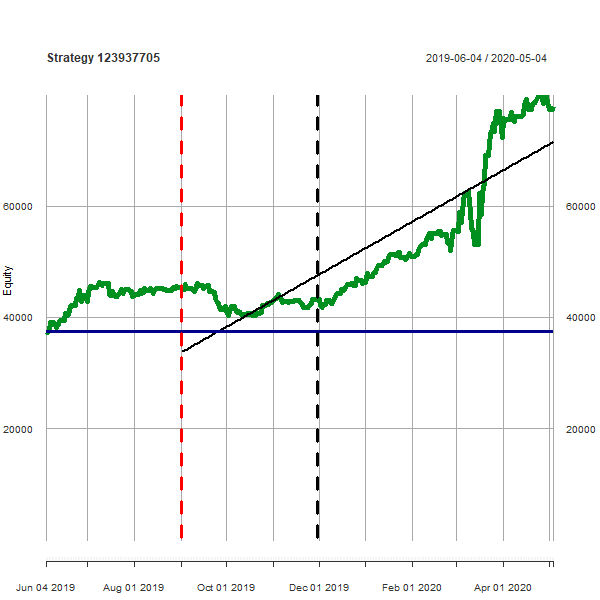 Strategy 123937705
2019-06-04 / 2020-05-04
60000
60000
Equity
40000
40000
20000
20000
Jun 04 2019
Aug 01 2019
Oct 01 2019
Dec 01 2019
Feb 01 2020
Apr 01 2020